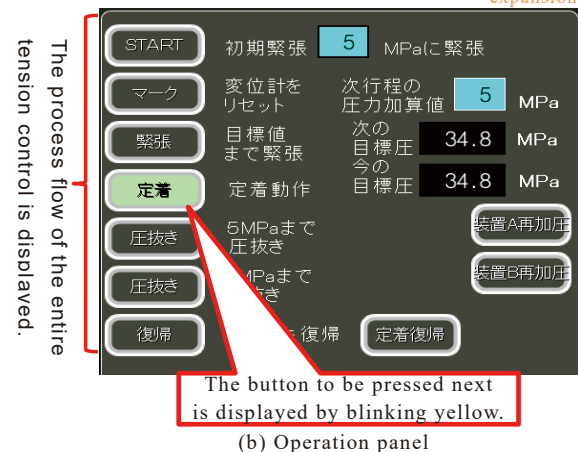 expansion
The process flow of the entire
tension control is displayed.
START 初期緊張 5 MPaに緊張
マーク 変位計を
リセット
次行程の
圧力加算値 5 MPa
緊張 目標値
まで緊張
次の
目標圧 34.8 MPa
定着 定着動作
今の
目標圧 34.8 MPa
圧抜き 5MPaまで
圧抜き
装置A再加圧
圧抜き MPaまで
き
装置B再加圧
復帰 復帰 定着復帰
The button to be pressed next
is displayed by blinking yellow.
(b) Operation panel